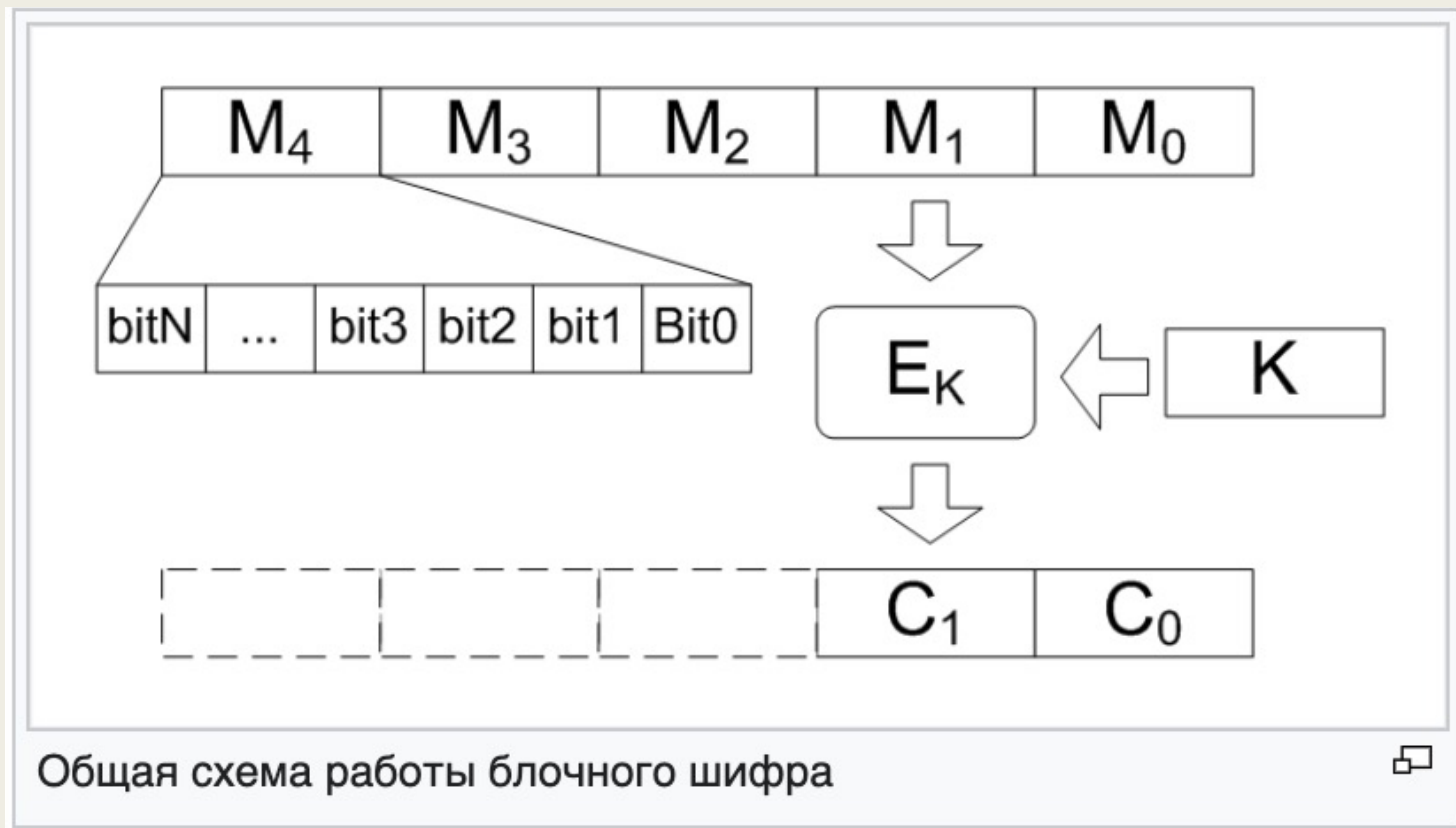 M₄ M₃ M₂ M₁ M₀
bitN ... bit3 bit2 bit1 Bit0
Eₖ K
C₁ C₀
Общая схема работы блочного шифра